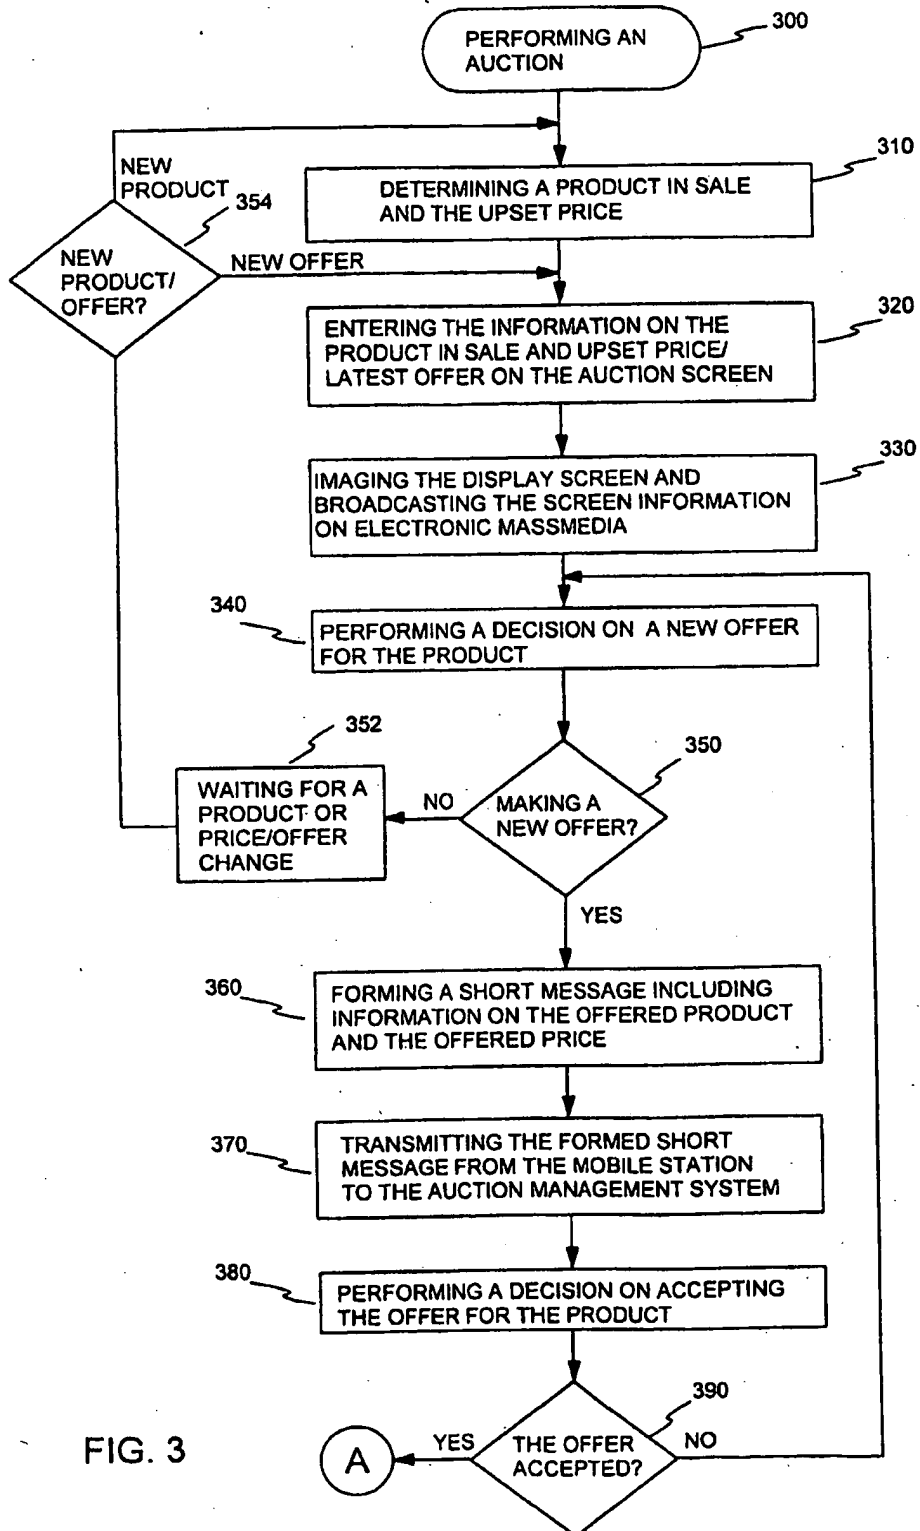 PERFORMING AN
AUCTION
300
NEW
PRODUCT
354
310
DETERMINING A PRODUCT IN SALE
AND THE UPSET PRICE
NEW
PRODUCT/
OFFER?
NEW OFFER
320
ENTERING THE INFORMATION ON THE
PRODUCT IN SALE AND UPSET PRICE/
LATEST OFFER ON THE AUCTION SCREEN
330
IMAGING THE DISPLAY SCREEN AND
BROADCASTING THE SCREEN INFORMATION
ON ELECTRONIC MASSMEDIA
340
PERFORMING A DECISION ON A NEW OFFER
FOR THE PRODUCT
352
350
WAITING FOR A
PRODUCT OR
PRICE/OFFER
CHANGE
NO
MAKING A
NEW OFFER?
YES
360
FORMING A SHORT MESSAGE INCLUDING
INFORMATION ON THE OFFERED PRODUCT
AND THE OFFERED PRICE
370
TRANSMITTING THE FORMED SHORT
MESSAGE FROM THE MOBILE STATION
TO THE AUCTION MANAGEMENT SYSTEM
380
PERFORMING A DECISION ON ACCEPTING
THE OFFER FOR THE PRODUCT
390
FIG. 3
A
YES
THE OFFER
ACCEPTED?
NO